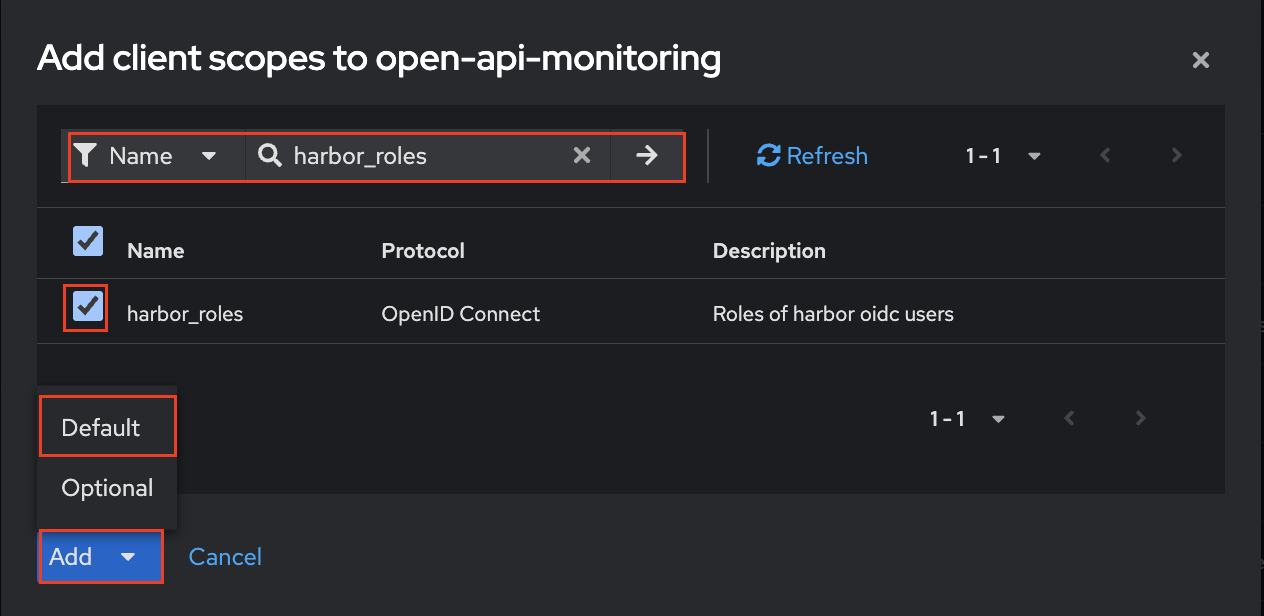 Add client scopes to open-api-monitoring
Name harbor_roles Refresh 1 - 1
Name Protocol Description
harbor_roles OpenID Connect Roles of harbor oidc users
1 - 1
Default
Optional
Add Cancel